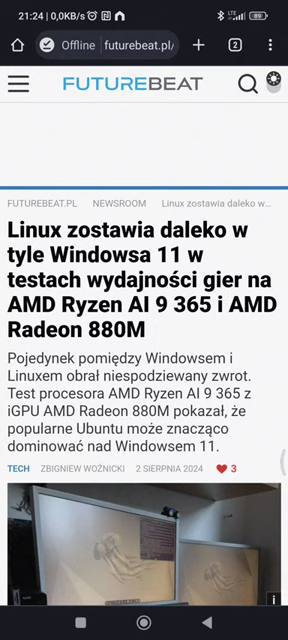 21:24 | 0,0KB/s
LTE
89
Offline futurebeat.pl/
2
FUTUREBEAT
FUTUREBEAT.PL NEWSROOM Linux zostawia daleko w...
Linux zostawia daleko w
tyle Windowsa 11 w
testach wydajności gier na
AMD Ryzen AI 9 365 i AMD
Radeon 880M
Pojedynek pomiędzy Windowsem i
Linuxem obrał niespodziewany zwrot.
Test procesora AMD Ryzen AI 9 365 z
iGPU AMD Radeon 880M pokazał, że
popularne Ubuntu może znacząco
dominować nad Windowsem 11.
TECH ZBIGNIEW WOŹNICKI 2 SIERPNIA 2024 3
i